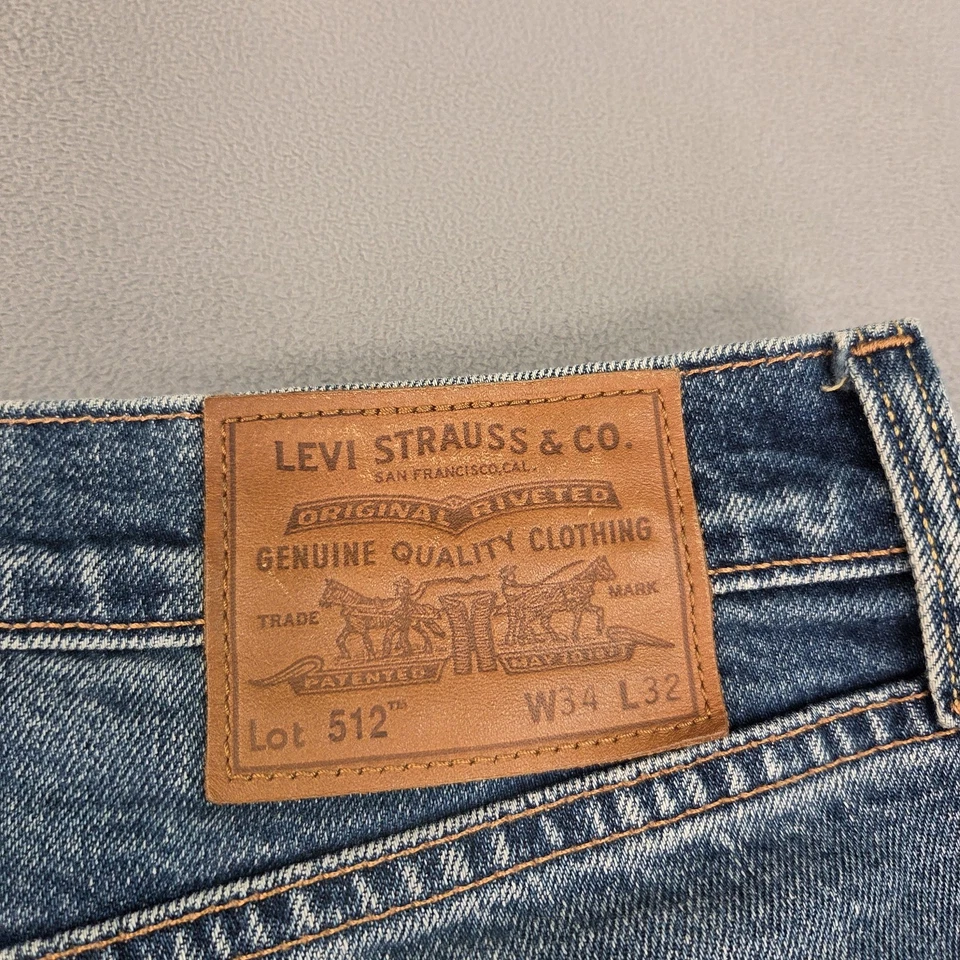 LEVI STRAUSS & CO.
SAN FRANCISCO, CAL.
ORIGINAL RIVETED
GENUINE QUALITY CLOTHING
TRADE MARK
PATENTED MAY 20 1873
Lot 512™ W34 L32